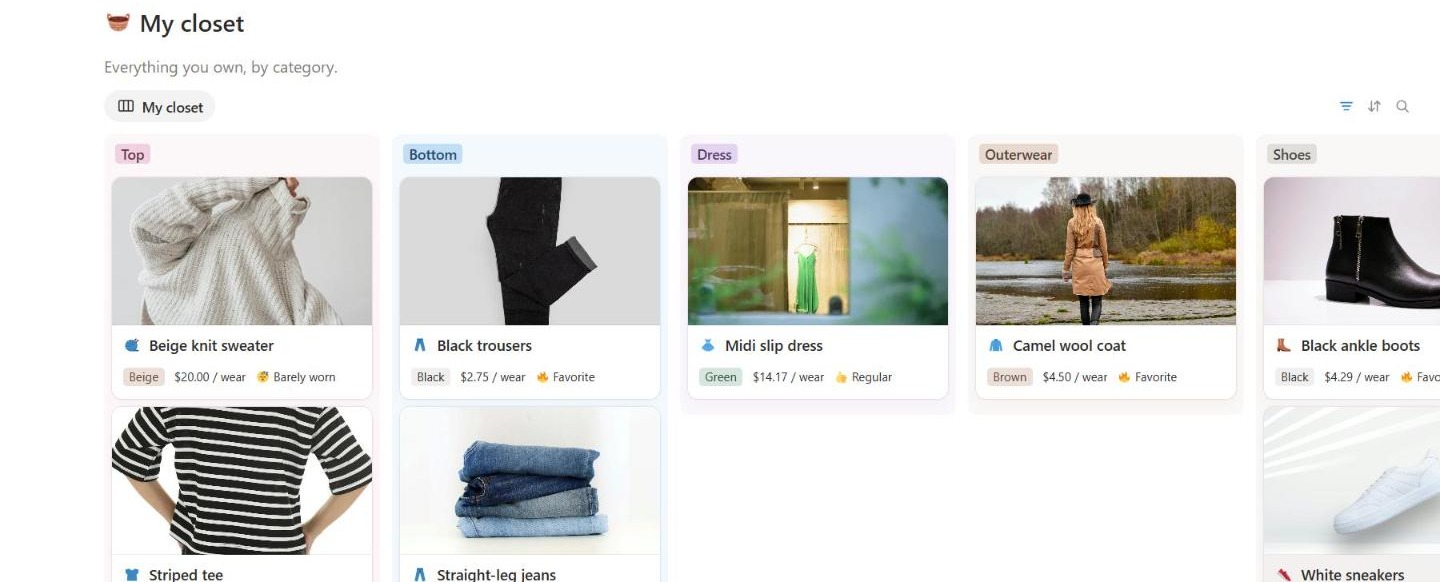 My closet
Everything you own, by category.
My closet
Top
Bottom
Dress
Outerwear
Shoes
Beige knit sweater
Beige $20.00 / wear Barely worn
Black trousers
Black $2.75 / wear Favorite
Midi slip dress
Green $14.17 / wear Regular
Camel wool coat
Brown $4.50 / wear Favorite
Black ankle boots
Black $4.29 / wear
Striped tee
Straight-leg jeans
White sneakers